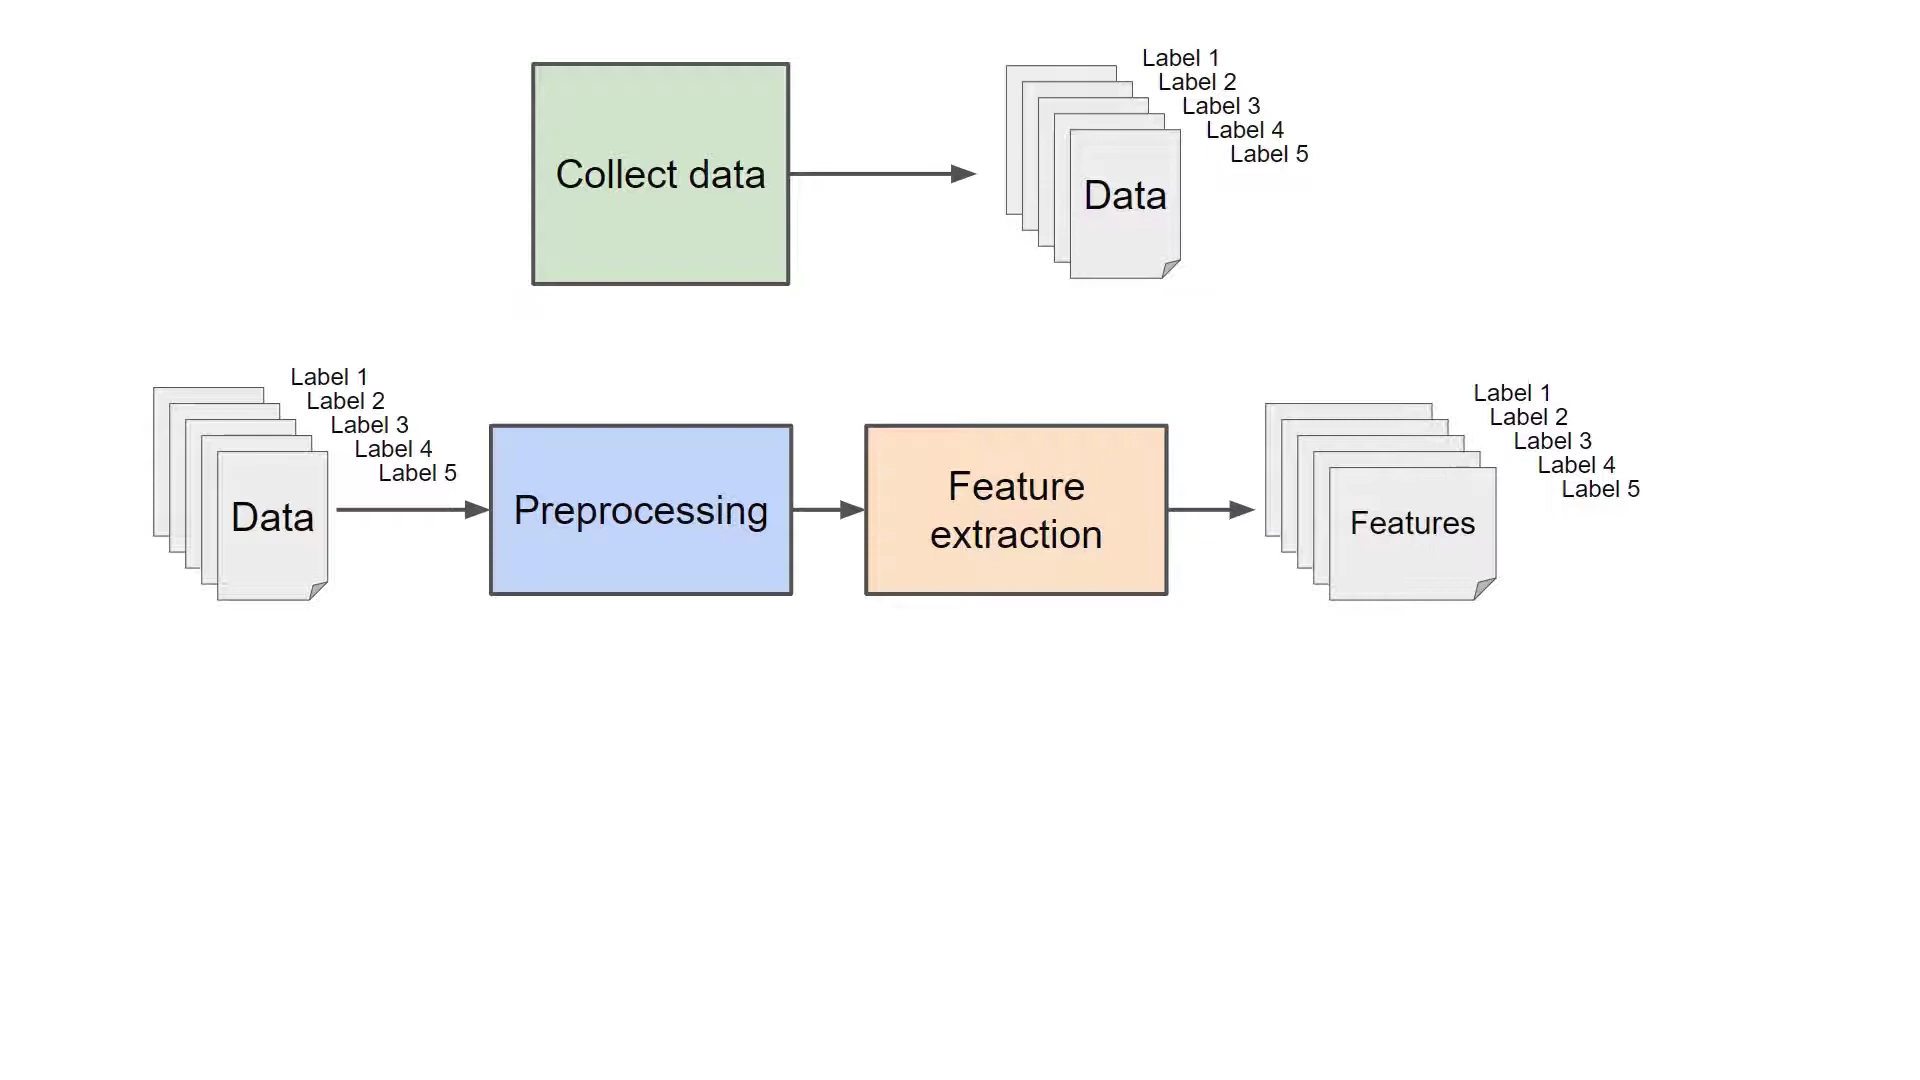 Collect data
Label 1
Label 2
Label 3
Label 4
Label 5
Data
Label 1
Label 2
Label 3
Label 4
Label 5
Data
Preprocessing
Feature
extraction
Label 1
Label 2
Label 3
Label 4
Label 5
Features